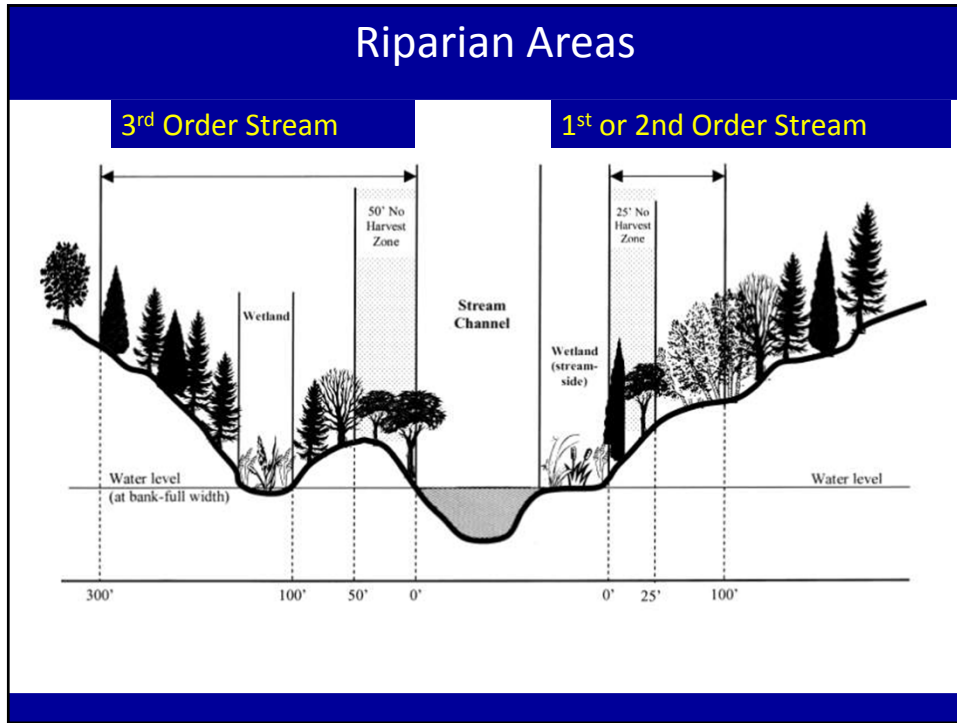 Riparian Areas
3rd Order Stream
1st or 2nd Order Stream
50' No
Harvest
Zone
25' No
Harvest
Zone
Wetland
Stream
Channel
Wetland
(stream-
side)
Water level
(at bank-full width)
Water level
300'
100'
50'
0'
0'
25'
100'